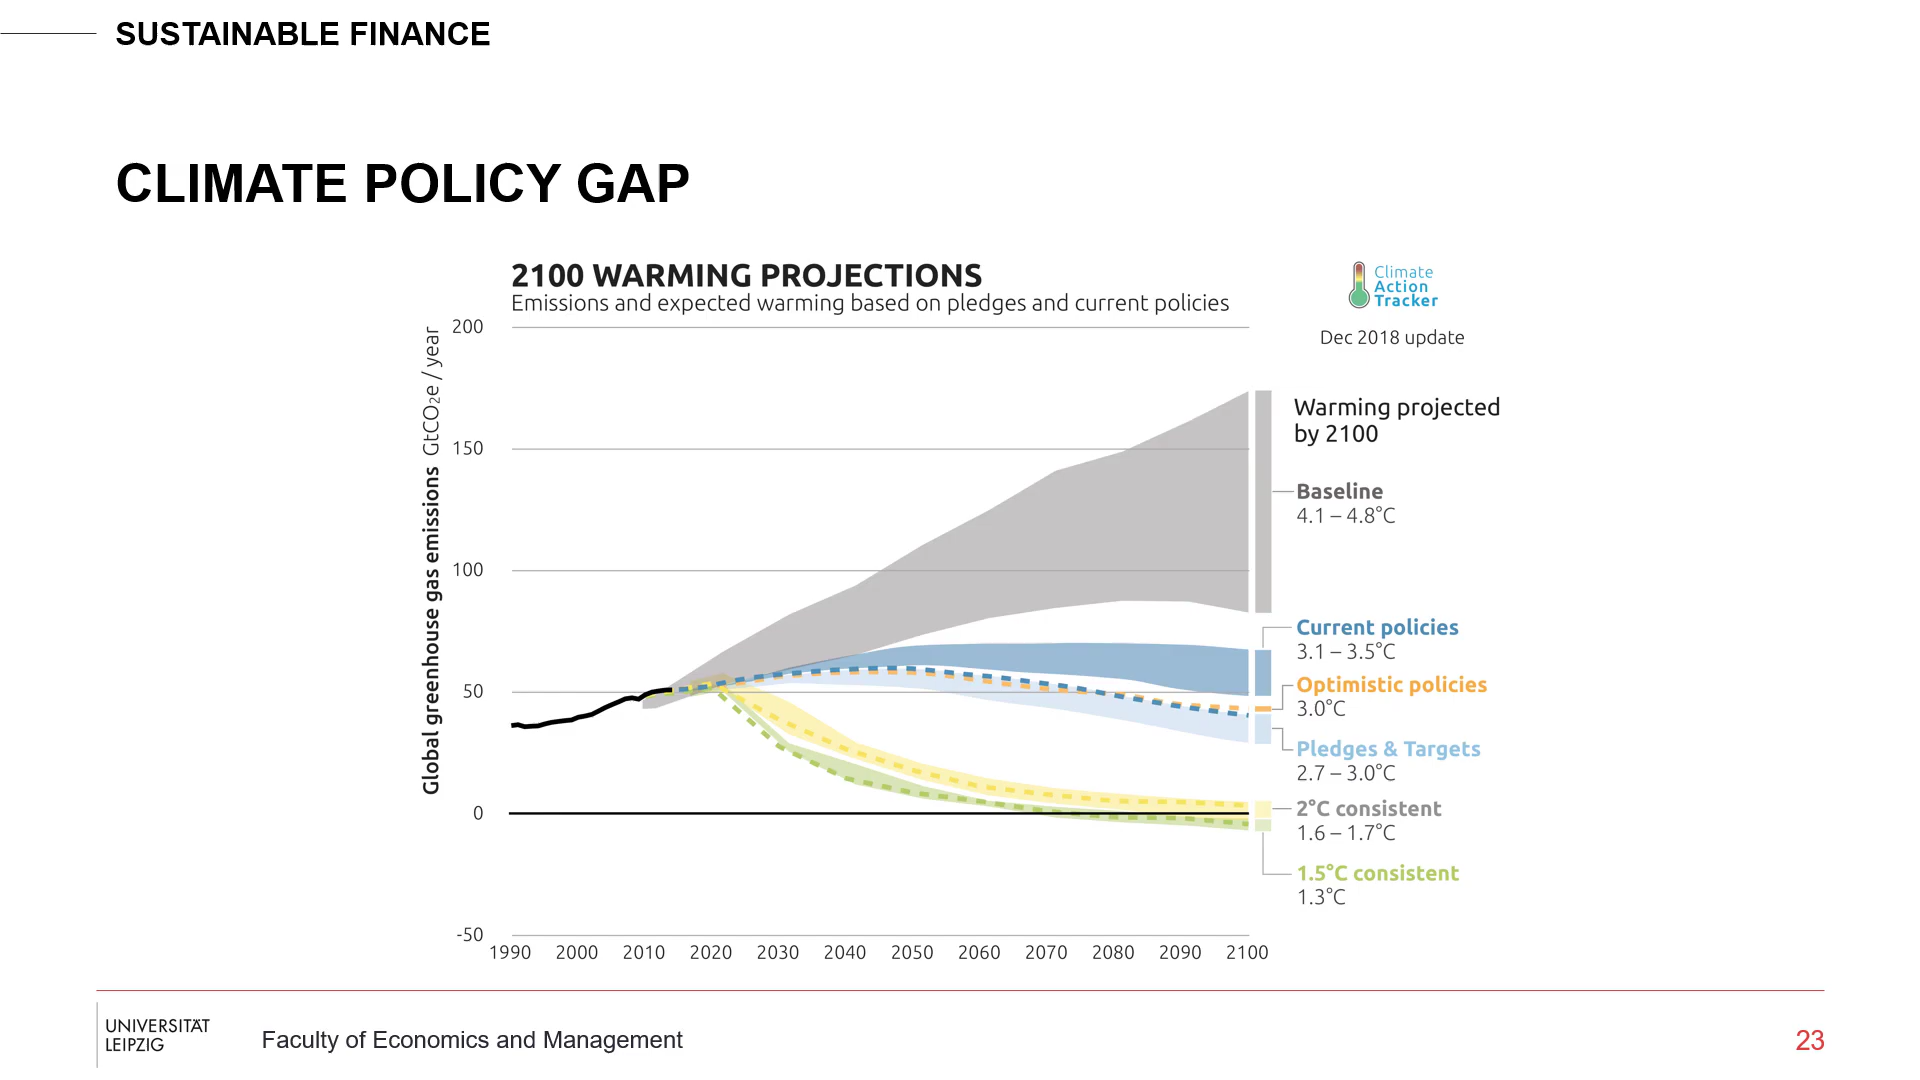 SUSTAINABLE FINANCE
CLIMATE POLICY GAP
2100 WARMING PROJECTIONS
Emissions and expected warming based on pledges and current policies
Climate
Action
Tracker
Dec 2018 update
Global greenhouse gas emissions GtCO₂e / year
200
150
100
50
0
-50
1990 2000 2010 2020 2030 2040 2050 2060 2070 2080 2090 2100
Warming projected
by 2100
Baseline
4.1 – 4.8°C
Current policies
3.1 – 3.5°C
Optimistic policies
3.0°C
Pledges & Targets
2.7 – 3.0°C
2°C consistent
1.6 – 1.7°C
1.5°C consistent
1.3°C
UNIVERSITÄT
LEIPZIG
Faculty of Economics and Management
23